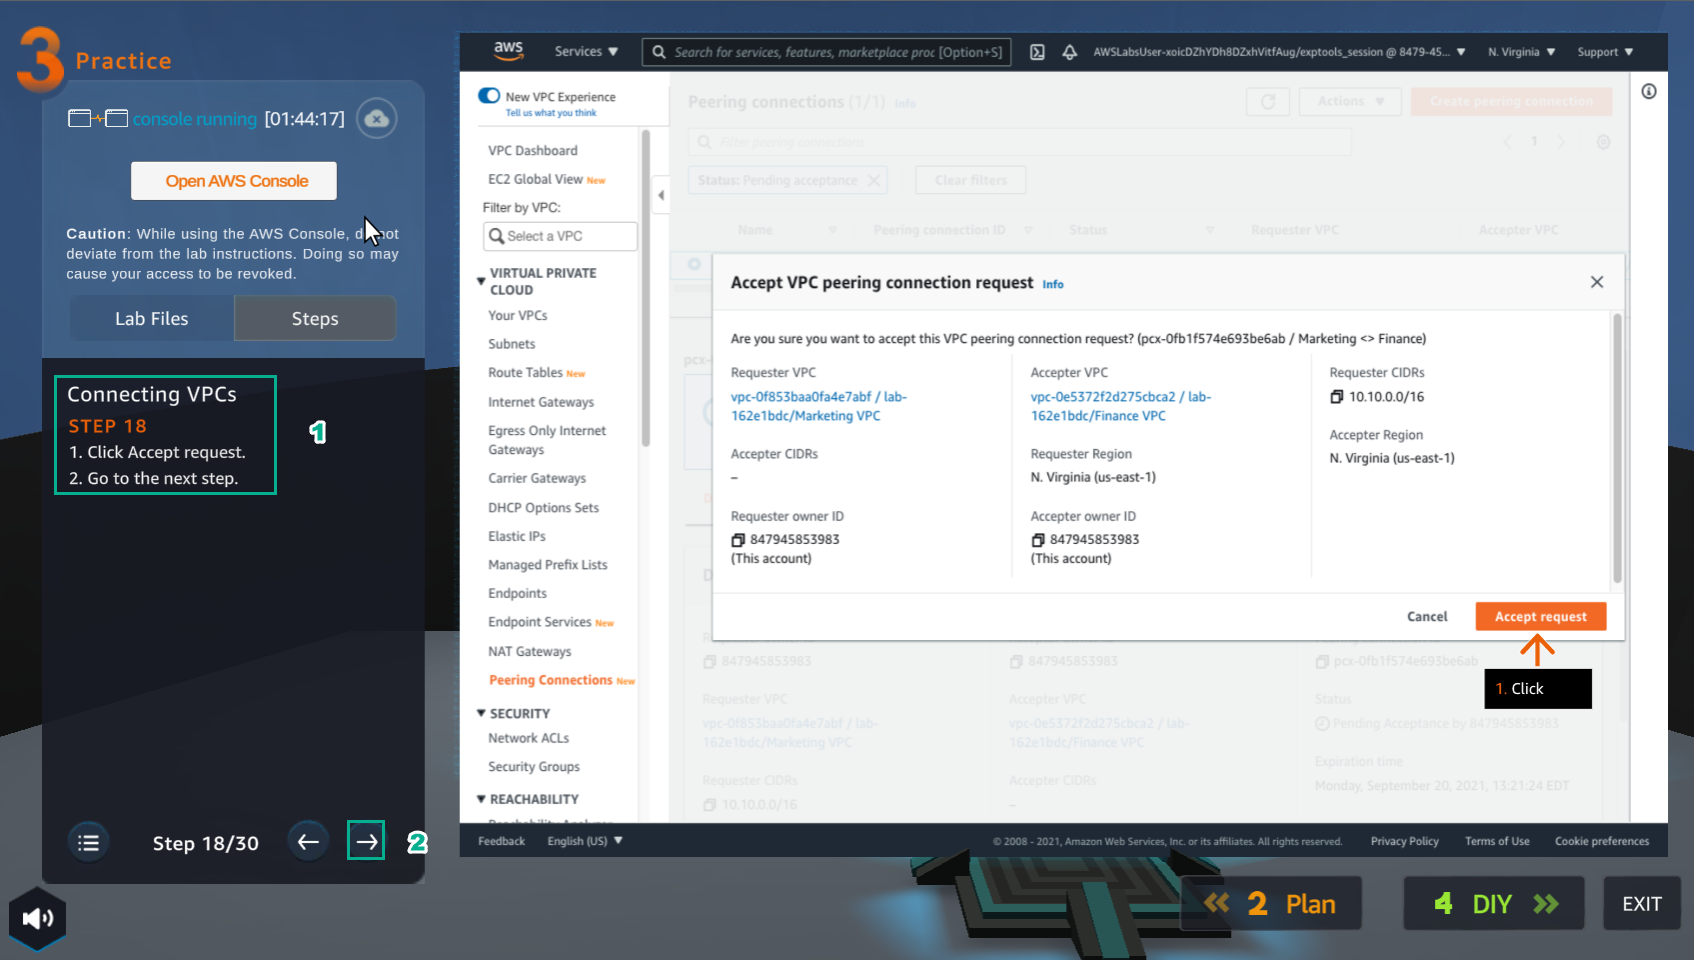 3 Practice
console running [01:44:17]
Open AWS Console
Caution: While using the AWS Console, do not
deviate from the lab instructions. Doing so may
cause your access to be revoked.
Lab Files
Steps
Connecting VPCs
STEP 18
1. Click Accept request.
2. Go to the next step.
1
Step 18/30
2
aws
Services
Search for services, features, marketplace proc [Option+S]
AWSLabsUser-xoicDZhYDh8DZxhVitfAug/exptools_session @ 8479-45...
N. Virginia
Support
New VPC Experience
Tell us what you think
VPC Dashboard
EC2 Global View New
Filter by VPC:
Select a VPC
VIRTUAL PRIVATE
CLOUD
Your VPCs
Subnets
Route Tables New
Internet Gateways
Egress Only Internet
Gateways
Carrier Gateways
DHCP Options Sets
Elastic IPs
Managed Prefix Lists
Endpoints
Endpoint Services New
NAT Gateways
Peering Connections New
SECURITY
Network ACLs
Security Groups
REACHABILITY
Peering connections (1/1) Info
Actions
Create peering connection
Filter peering connections
1
Status: Pending acceptance
Clear filters
Name
Peering connection ID
Status
Requester VPC
Accepter VPC
Accept VPC peering connection request Info
Are you sure you want to accept this VPC peering connection request? (pcx-0fb1f574e693be6ab / Marketing <> Finance)
Requester VPC
vpc-0f853baa0fa4e7abf / lab-
162e1bdc/Marketing VPC
Accepter CIDRs
–
Requester owner ID
847945853983
(This account)
Accepter VPC
vpc-0e5372f2d275cbca2 / lab-
162e1bdc/Finance VPC
Requester Region
N. Virginia (us-east-1)
Accepter owner ID
847945853983
(This account)
Requester CIDRs
10.10.0.0/16
Accepter Region
N. Virginia (us-east-1)
Cancel
Accept request
1. Click
847945853983
847945853983
pcx-0fb1f574e693be6ab
Requester VPC
vpc-0f853baa0fa4e7abf / lab-
162e1bdc/Marketing VPC
Accepter VPC
vpc-0e5372f2d275cbca2 / lab-
162e1bdc/Finance VPC
Status
Pending Acceptance by 847945853983
Requester CIDRs
10.10.0.0/16
Accepter CIDRs
–
Expiration time
Monday, September 20, 2021, 13:21:24 EDT
Feedback
English (US)
© 2008 - 2021, Amazon Web Services, Inc. or its affiliates. All rights reserved.
Privacy Policy
Terms of Use
Cookie preferences
2 Plan
4 DIY
EXIT